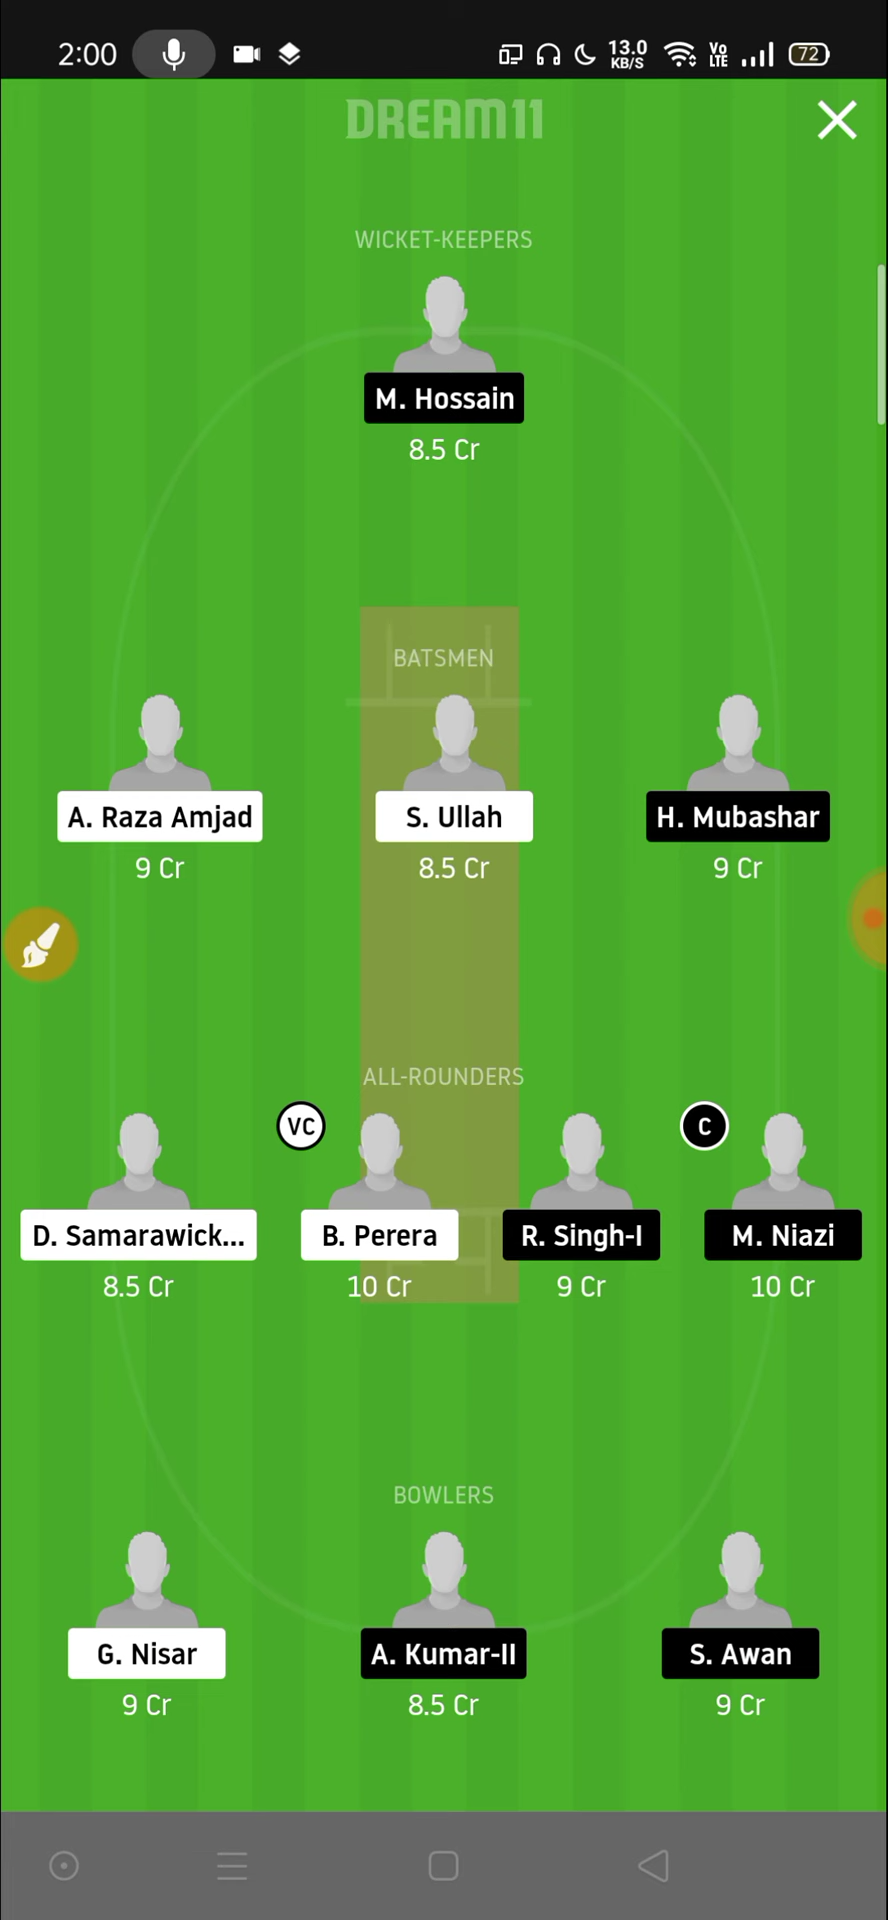 2:00
13.0
KB/S
Vo
LTE
72
DREAM11
WICKET-KEEPERS
M. Hossain
8.5 Cr
BATSMEN
A. Raza Amjad
S. Ullah
H. Mubashar
9 Cr
8.5 Cr
9 Cr
ALL-ROUNDERS
VC
C
D. Samarawick...
B. Perera
R. Singh-I
M. Niazi
8.5 Cr
10 Cr
9 Cr
10 Cr
BOWLERS
G. Nisar
A. Kumar-II
S. Awan
9 Cr
8.5 Cr
9 Cr